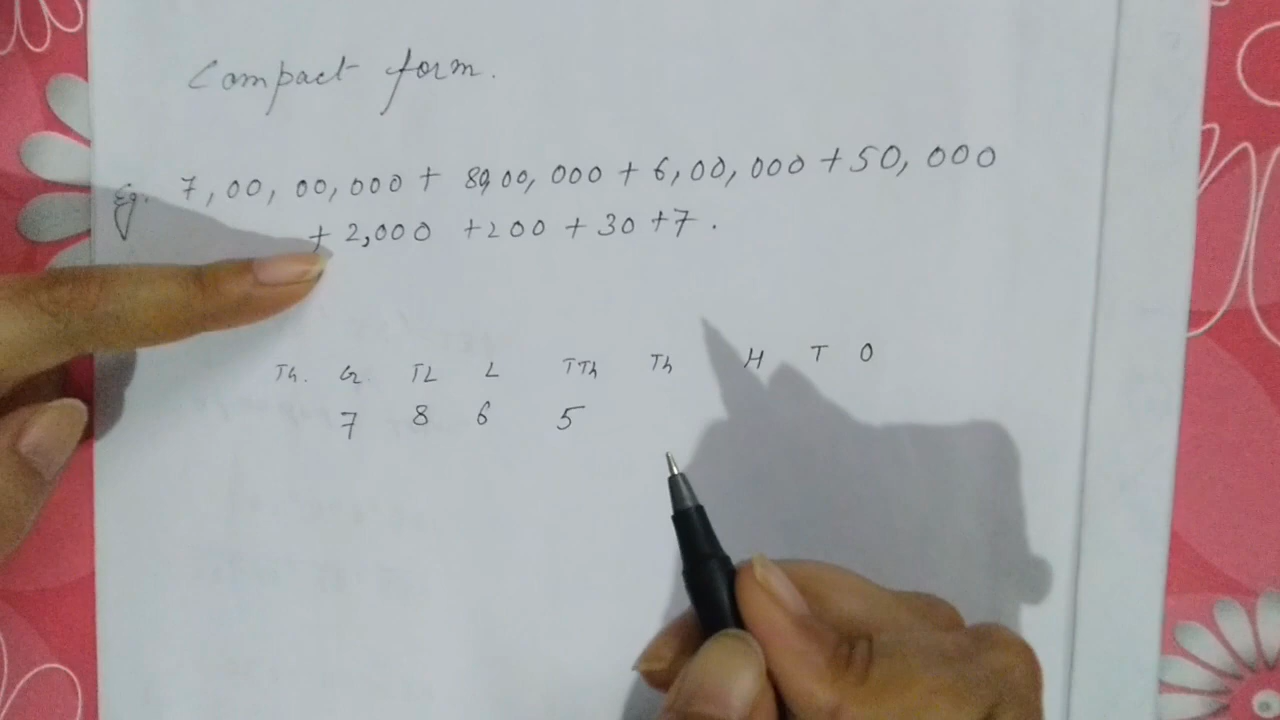 Compact form.
Eg. 7,00,00,000 + 80,00,000 + 6,00,000 + 50,000
+ 2,000 + 200 + 30 + 7.
Th. Cr. TL L TTh Th H T O
7 8 6 5